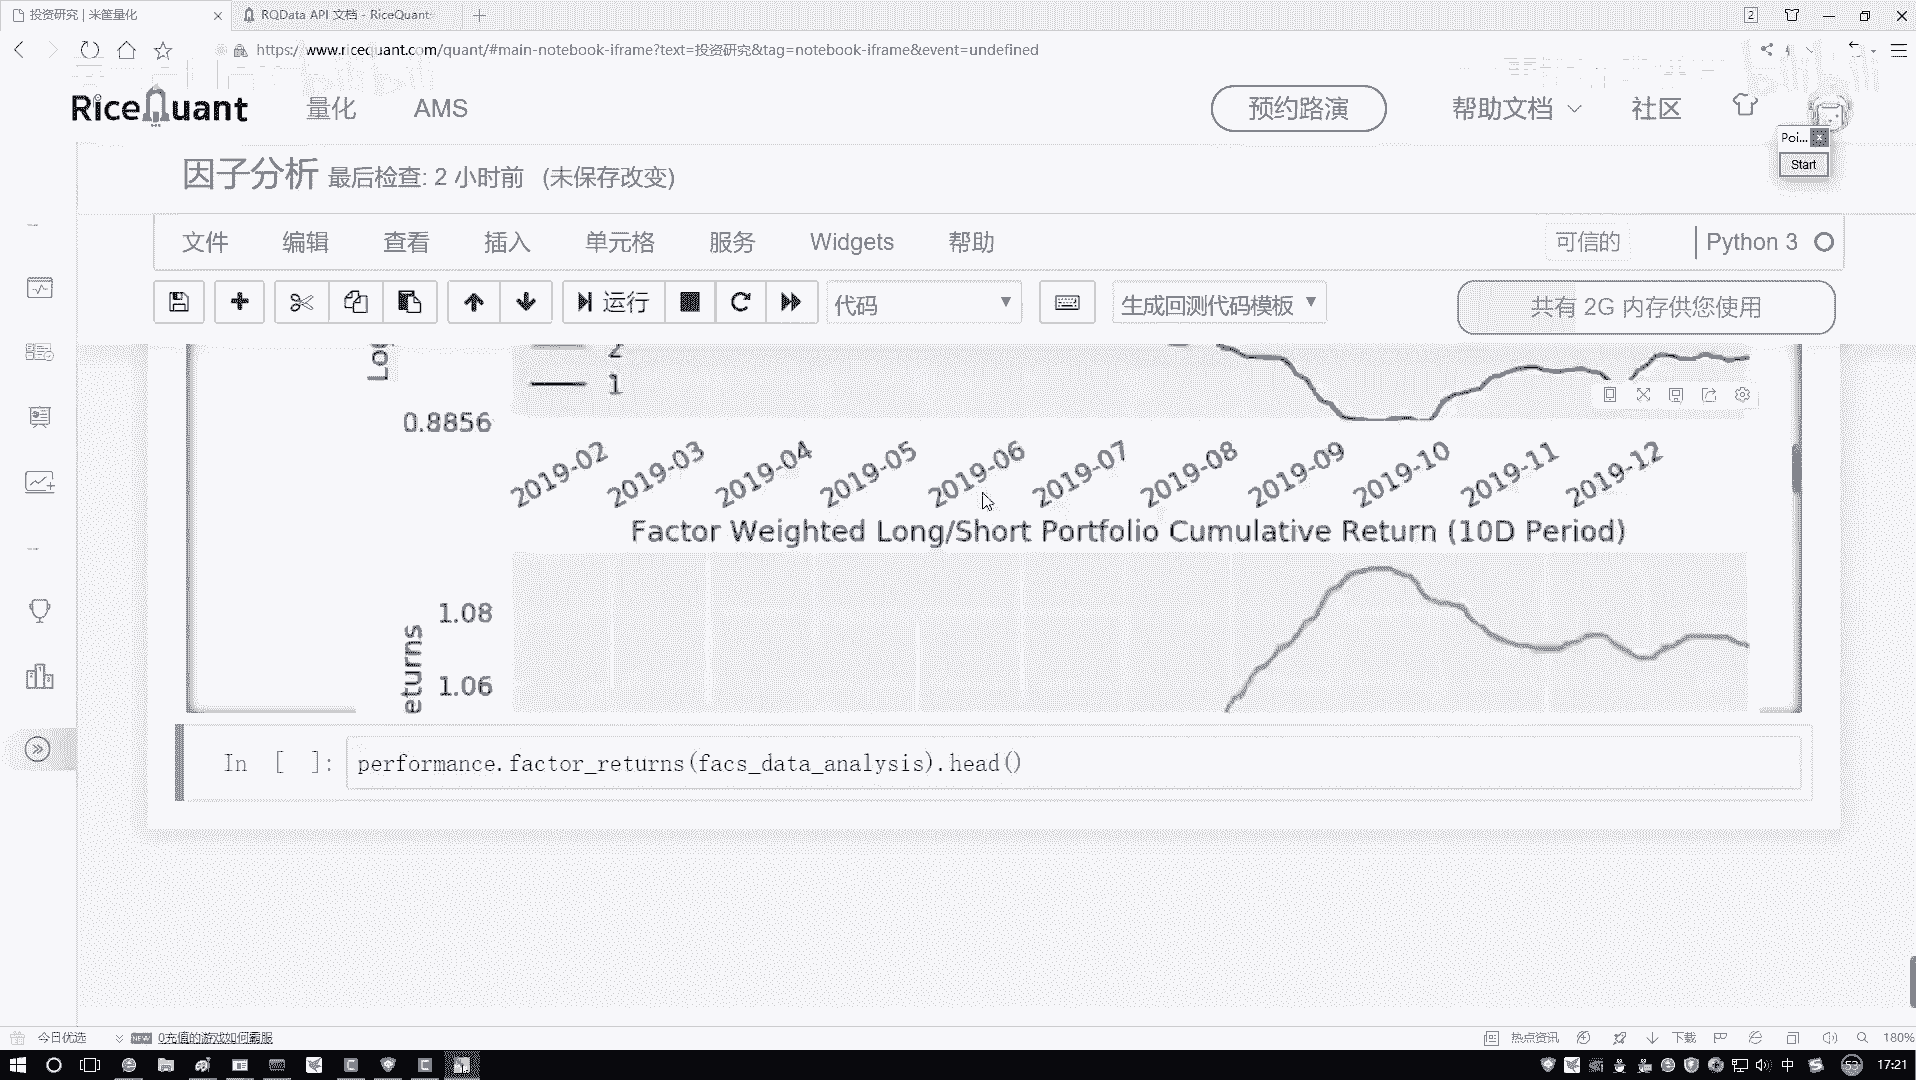 投资研究 | 米筐量化
RQData API 文档 - RiceQuant
2
https://www.ricequant.com/quant/#main-notebook-iframe?text=投资研究&tag=notebook-iframe&event=undefined
bilibili
RiceQuant 量化 AMS 预约路演 帮助文档 社区
Poi...
Start
因子分析 最后检查: 2 小时前 (未保存改变)
文件 编辑 查看 插入 单元格 服务 Widgets 帮助 可信的 Python 3
运行 代码 生成回测代码模板 共有 2G 内存供您使用
Log
2
1
0.8856
2019-02 2019-03 2019-04 2019-05 2019-06 2019-07 2019-08 2019-09 2019-10 2019-11 2019-12
Factor Weighted Long/Short Portfolio Cumulative Return (10D Period)
1.08
eturns
1.06
In [ ]: performance.factor_returns(facs_data_analysis).head()
今日优选 NEW 0充值的游戏如何霸服 热点资讯 下载 180%
中 53 17:21